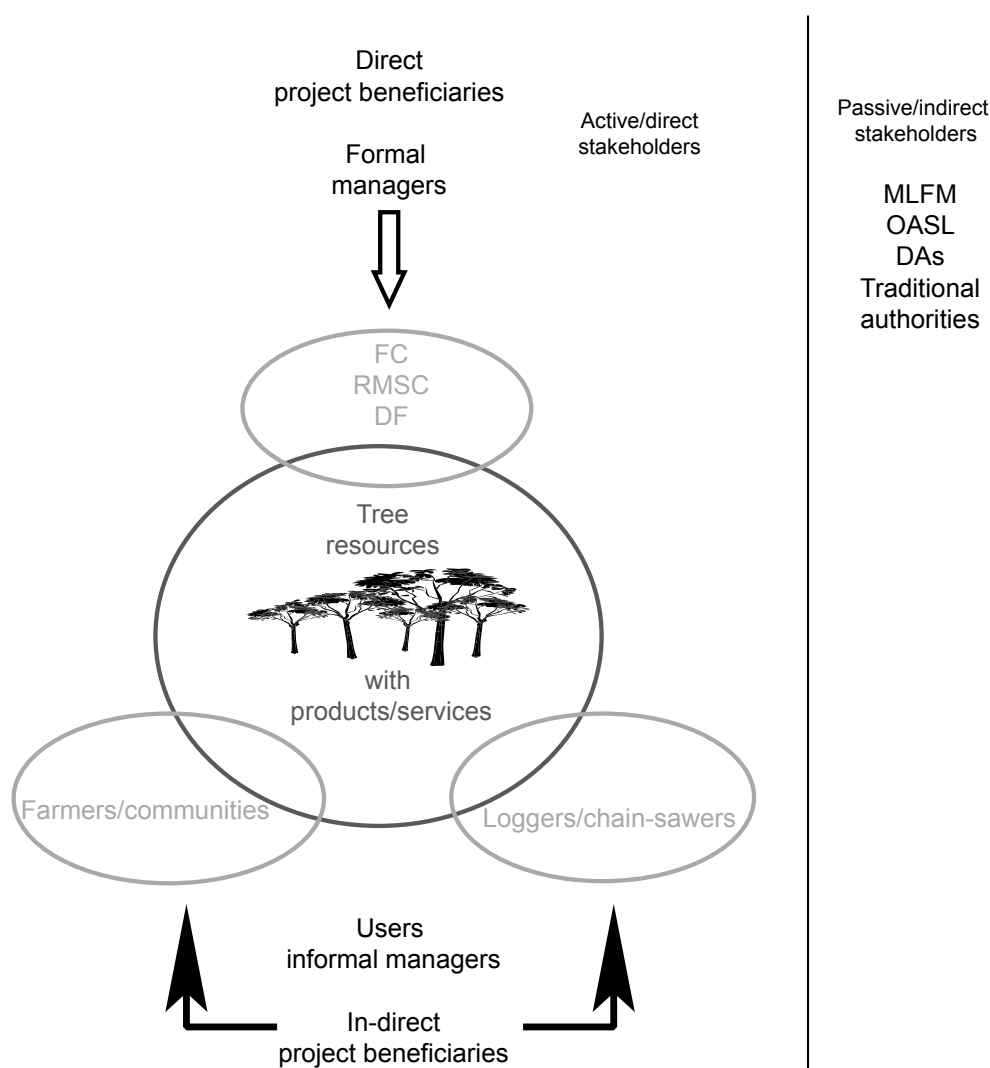 Direct
project beneficiaries
Active/direct
stakeholders
Formal
managers
FC
RMSC
DF
Tree
resources
with
products/services
Farmers/communities
Loggers/chain-sawers
Users
informal managers
In-direct
project beneficiaries
Passive/indirect
stakeholders
MLFM
OASL
DAs
Traditional
authorities